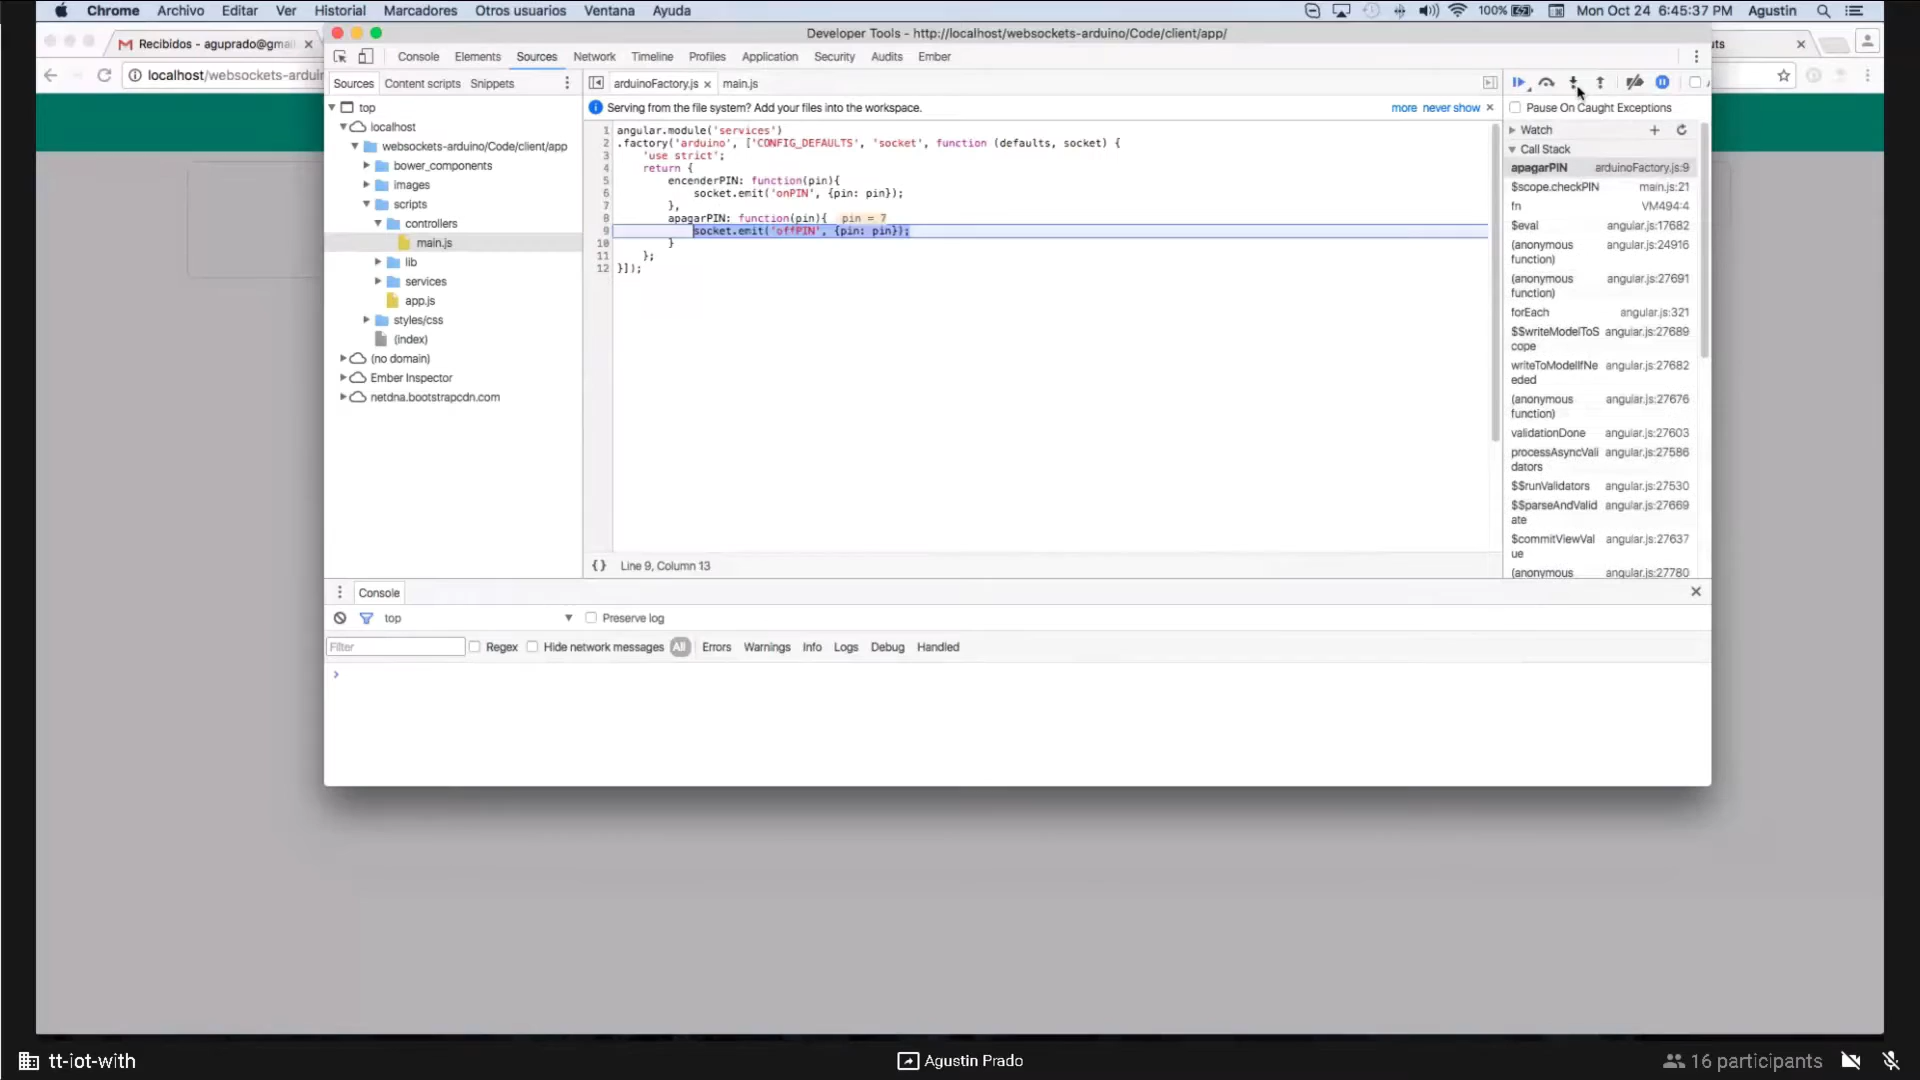 Chrome Archivo Editar Ver Historial Marcadores Otros usuarios Ventana Ayuda 100% Mon Oct 24 6:45:37 PM Agustin
Developer Tools - http://localhost/websockets-arduino/Code/client/app/
Recibidos - aguprado@gmai
localhost/websockets-arduin
Console Elements Sources Network Timeline Profiles Application Security Audits Ember
Sources Content scripts Snippets
arduinoFactory.js main.js
Serving from the file system? Add your files into the workspace. more never show
Pause On Caught Exceptions
top
localhost
websockets-arduino/Code/client/app
bower_components
images
scripts
controllers
main.js
lib
services
app.js
styles/css
(index)
(no domain)
Ember Inspector
netdna.bootstrapcdn.com
1 angular.module('services')
2 .factory('arduino', ['CONFIG_DEFAULTS', 'socket', function (defaults, socket) {
3 'use strict';
4 return {
5 encenderPIN: function(pin){
6 socket.emit('onPIN', {pin: pin});
7 },
8 apagarPIN: function(pin){ pin = 7
9 socket.emit('offPIN', {pin: pin});
10 }
11 };
12 }]);
Line 9, Column 13
Watch
Call Stack
apagarPIN arduinoFactory.js:9
$scope.checkPIN main.js:21
fn VM494:4
$eval angular.js:17682
(anonymous function) angular.js:24916
(anonymous function) angular.js:27691
forEach angular.js:321
$$writeModelToScope angular.js:27689
writeToModelIfNeeded angular.js:27682
(anonymous function) angular.js:27676
validationDone angular.js:27603
processAsyncValidators angular.js:27586
$$runValidators angular.js:27530
$$parseAndValidate angular.js:27669
$commitViewValue angular.js:27637
(anonymous angular.js:27780
Console
top Preserve log
Filter Regex Hide network messages All Errors Warnings Info Logs Debug Handled
tt-iot-with
Agustin Prado
16 participants